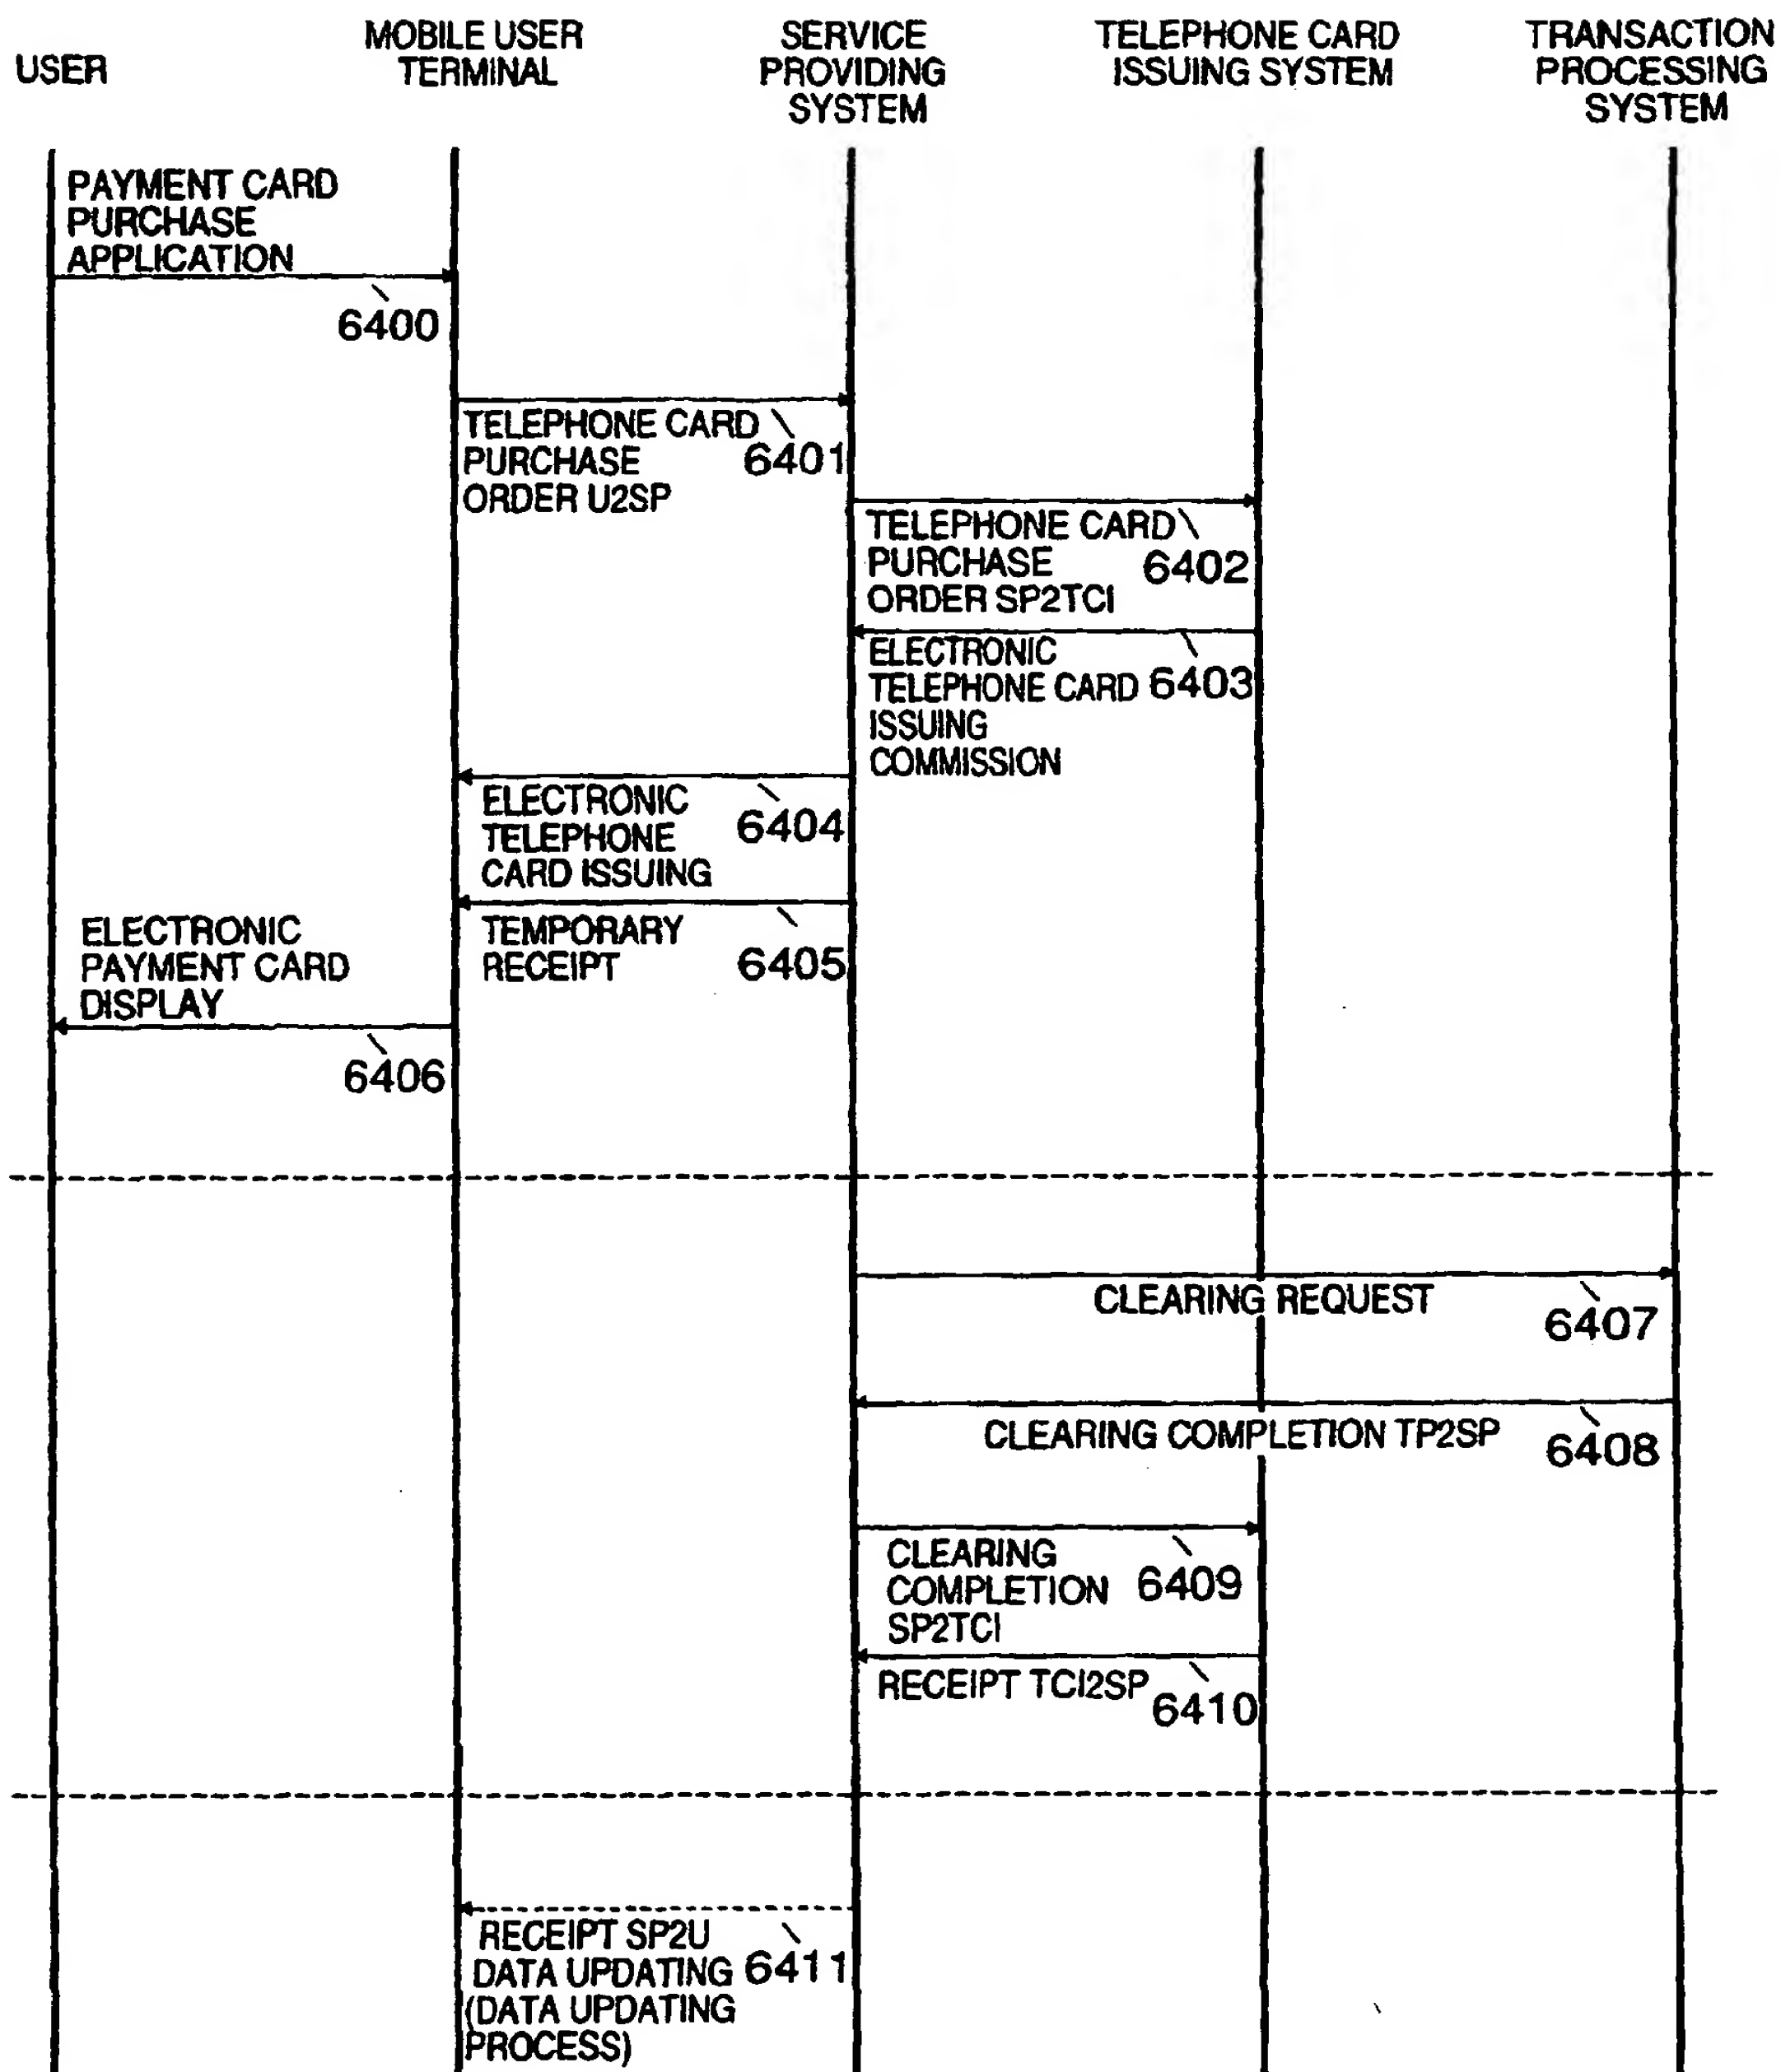 USER
MOBILE USER
TERMINAL
SERVICE
PROVIDING
SYSTEM
TELEPHONE CARD
ISSUING SYSTEM
TRANSACTION
PROCESSING
SYSTEM
PAYMENT CARD
PURCHASE
APPLICATION
6400
TELEPHONE CARD
PURCHASE
ORDER U2SP
6401
TELEPHONE CARD
PURCHASE
ORDER SP2TCI
6402
ELECTRONIC
TELEPHONE CARD
ISSUING
COMMISSION
6403
ELECTRONIC
TELEPHONE
CARD ISSUING
6404
TEMPORARY
RECEIPT
6405
ELECTRONIC
PAYMENT CARD
DISPLAY
6406
CLEARING REQUEST
6407
CLEARING COMPLETION TP2SP
6408
CLEARING
COMPLETION
SP2TCI
6409
RECEIPT TCI2SP
6410
RECEIPT SP2U
DATA UPDATING
(DATA UPDATING
PROCESS)
6411